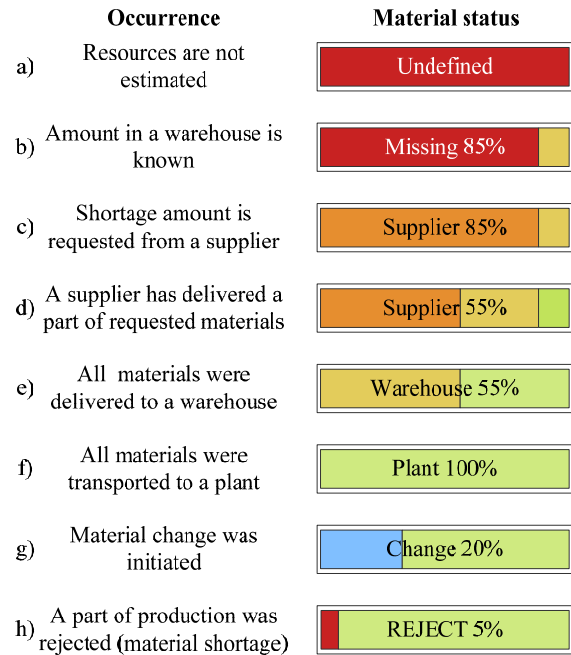 Occurrence Material status
a) Resources are not estimated Undefined
b) Amount in a warehouse is known Missing 85%
c) Shortage amount is requested from a supplier Supplier 85%
d) A supplier has delivered a part of requested materials Supplier 55%
e) All materials were delivered to a warehouse Warehouse 55%
f) All materials were transported to a plant Plant 100%
g) Material change was initiated Change 20%
h) A part of production was rejected (material shortage) REJECT 5%